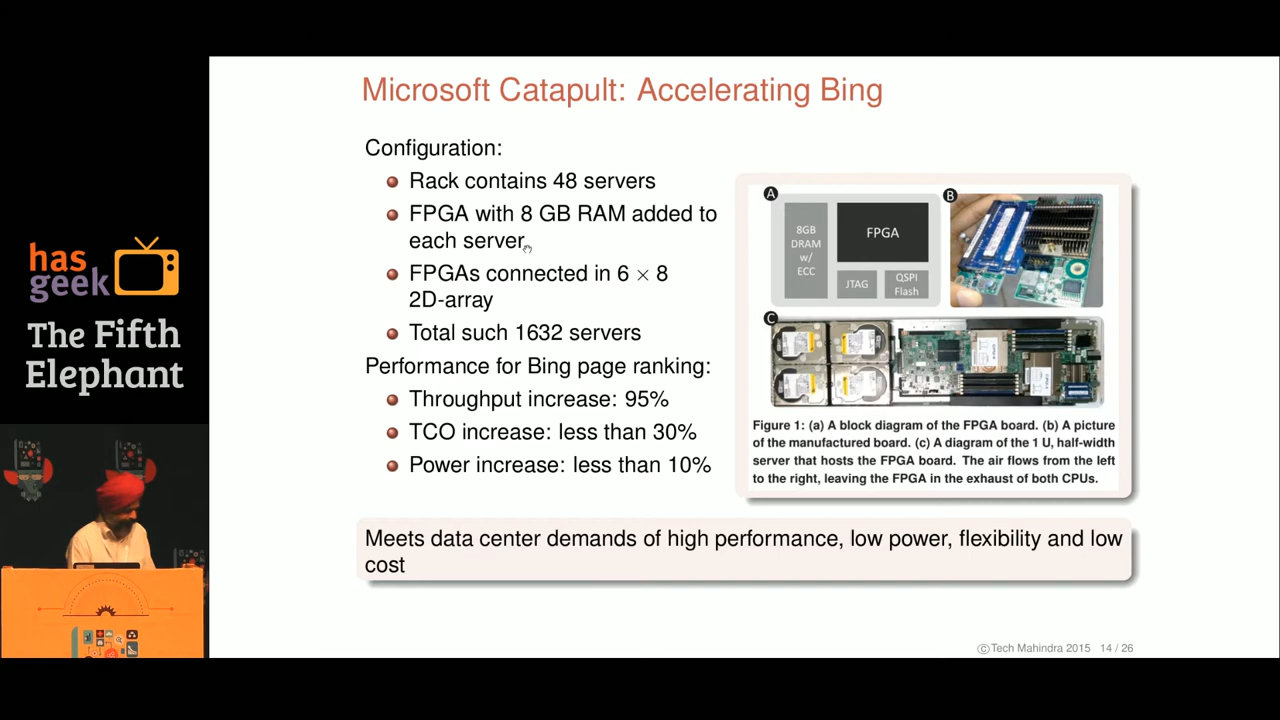 has
geek
The Fifth
Elephant
Microsoft Catapult: Accelerating Bing
Configuration:
Rack contains 48 servers
FPGA with 8 GB RAM added to
each server.
FPGAs connected in 6 × 8
2D-array
Total such 1632 servers
Performance for Bing page ranking:
Throughput increase: 95%
TCO increase: less than 30%
Power increase: less than 10%
A
8GB
DRAM
w/
ECC
FPGA
JTAG
QSPI
Flash
B
C
Figure 1: (a) A block diagram of the FPGA board. (b) A picture
of the manufactured board. (c) A diagram of the 1 U, half-width
server that hosts the FPGA board. The air flows from the left
to the right, leaving the FPGA in the exhaust of both CPUs.
Meets data center demands of high performance, low power, flexibility and low
cost
©Tech Mahindra 2015 14 / 26